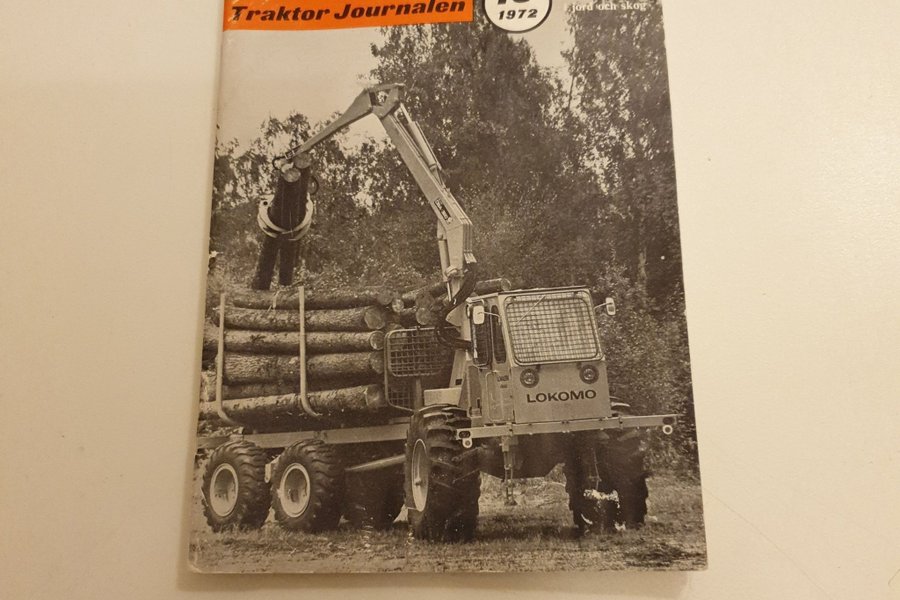 Traktor Journalen
1972
jord och skog
LOKOMO